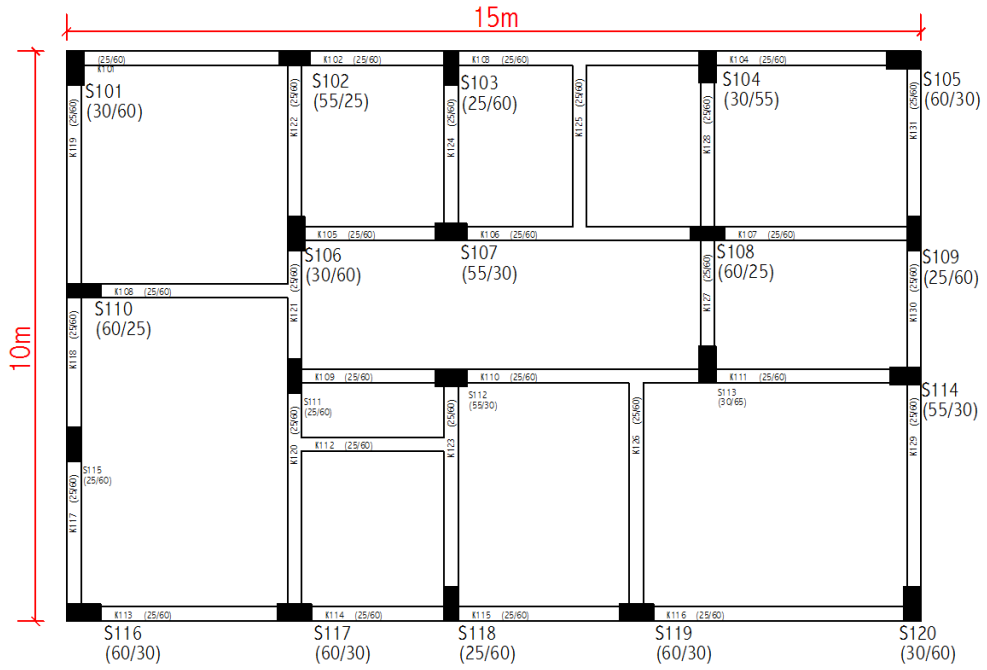 15m
(25/60)
K101
K102 (25/60)
K103 (25/60)
K104 (25/60)
S101
(30/60)
S102
(55/25)
S103
(25/60)
S104
(30/55)
S105
(60/30)
K119 (25/60)
K122 (25/60)
K124 (25/60)
K125 (25/60)
K128 (25/60)
K131 (25/60)
K105 (25/60)
K106 (25/60)
K107 (25/60)
S106
(30/60)
S107
(55/30)
S108
(60/25)
S109
(25/60)
K108 (25/60)
S110
(60/25)
10m
K118 (25/60)
K121 (25/60)
K127 (25/60)
K130 (25/60)
K109 (25/60)
K110 (25/60)
K111 (25/60)
S111
(25/60)
S112
(55/30)
S113
(30/65)
S114
(55/30)
K120 (25/60)
K123 (25/60)
K126 (25/60)
K129 (25/60)
K112 (25/60)
S115
(25/60)
K117 (25/60)
K113 (25/60)
K114 (25/60)
K115 (25/60)
K116 (25/60)
S116
(60/30)
S117
(60/30)
S118
(25/60)
S119
(60/30)
S120
(30/60)